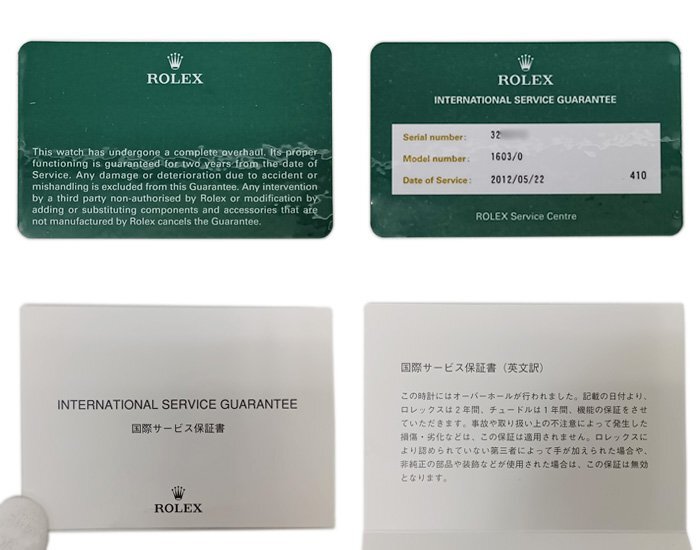 ROLEX
This watch has undergone a complete overhaul. Its proper
functioning is guaranteed for two years from the date of
Service. Any damage or deterioration due to accident or
mishandling is excluded from this Guarantee. Any intervention
by a third party non-authorised by Rolex or modification by
adding or substituting components and accessories that are
not manufactured by Rolex cancels the Guarantee.
ROLEX
INTERNATIONAL SERVICE GUARANTEE
Serial number: 32
Model number: 1603/0
Date of Service: 2012/05/22 410
ROLEX Service Centre
INTERNATIONAL SERVICE GUARANTEE
国際サービス保証書
ROLEX
国際サービス保証書（英文訳）
この時計にはオーバーホールが行われました。記載の日付より、
ロレックスは2年間、チュードルは1年間、機能の保証をさせ
ていただきます。事故や取り扱い上の不注意によって発生した
損傷・劣化などは、この保証は適用されません。ロレックスに
より認められていない第三者によって手が加えられた場合や、
非純正の部品や装飾などが使用された場合は、この保証は無効
となります。